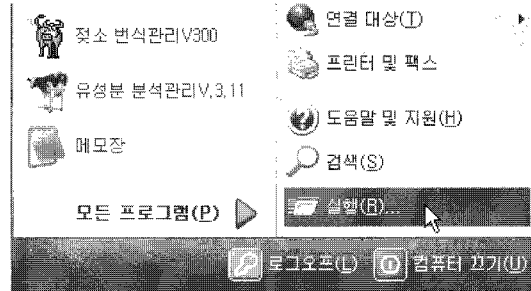 젖소 번식관리V300
유성분 분석관리V,3,11
메모장
모든 프로그램(P)
연결 대상(T)
프린터 및 팩스
도움말 및 지원(H)
검색(S)
실행(R)...
로그오프(L)
컴퓨터 끄기(U)